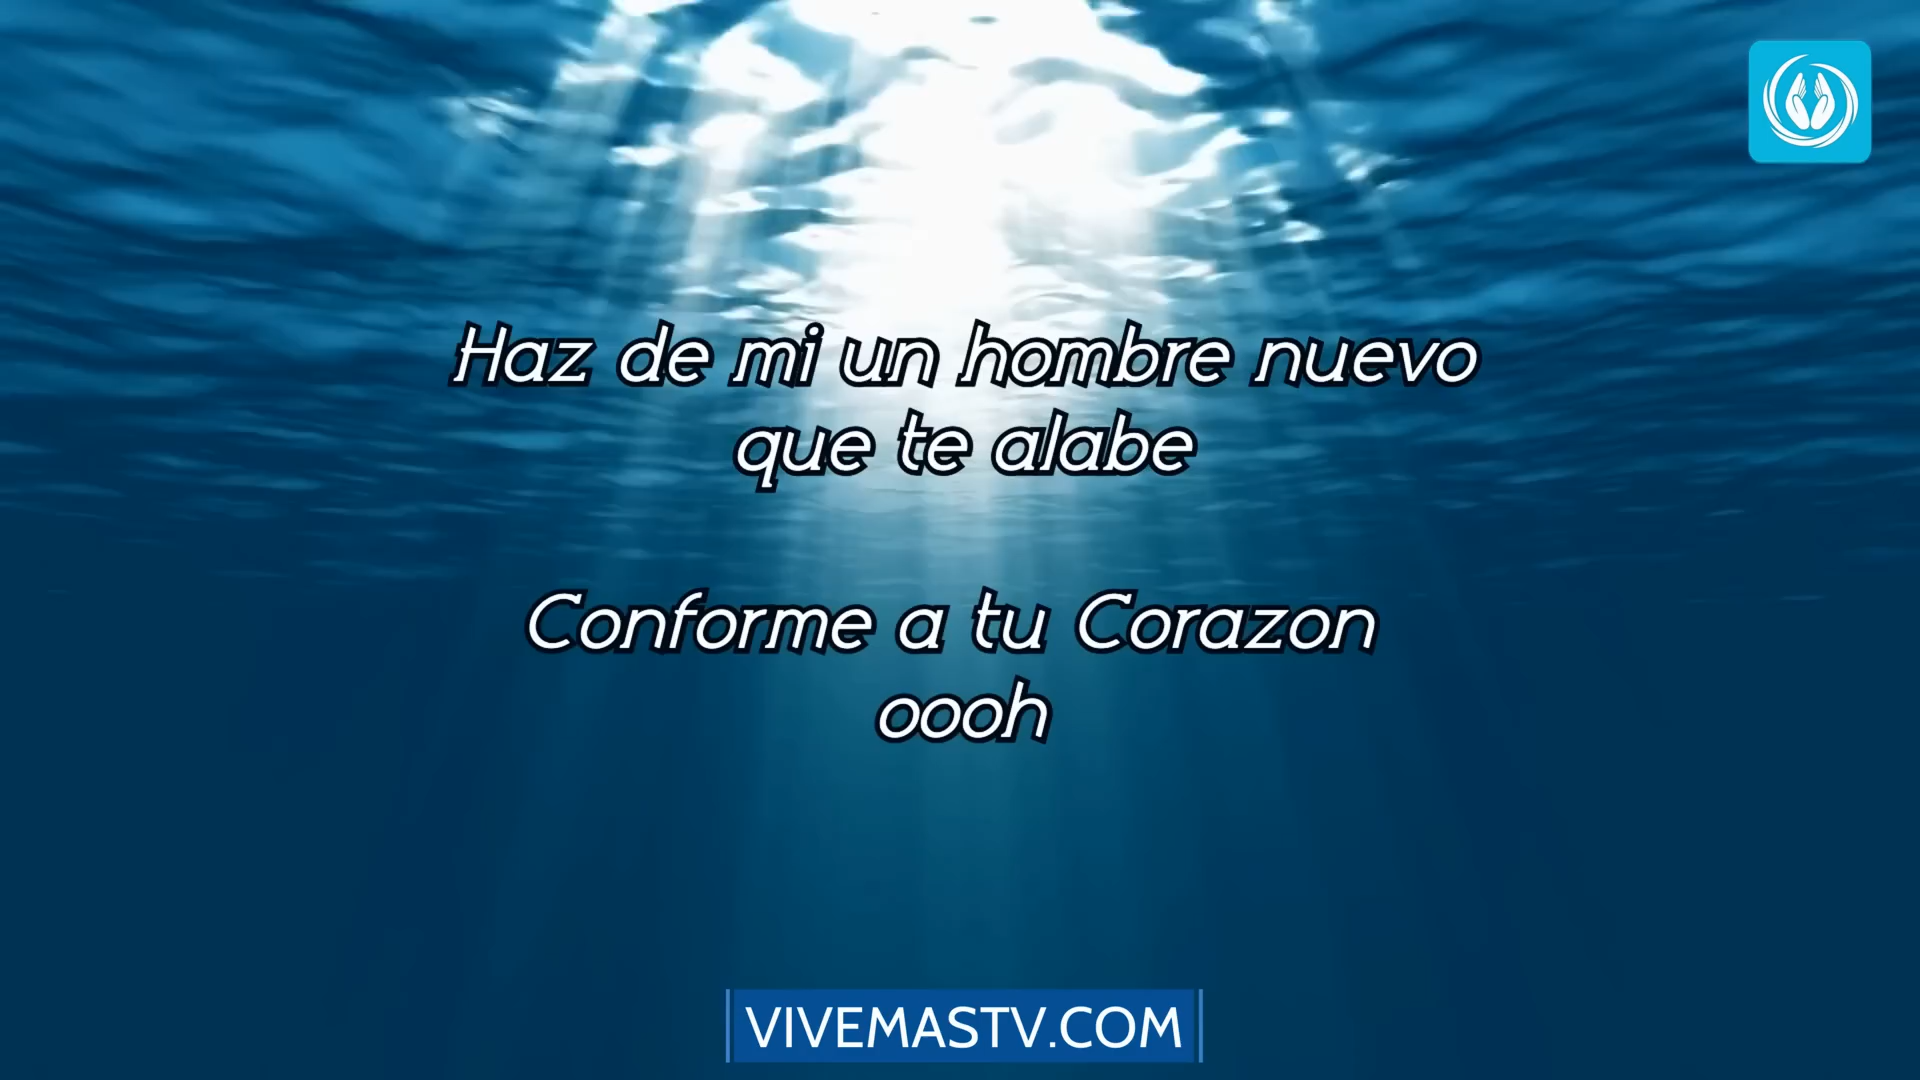 Haz de mi un hombre nuevo
que te alabe
Conforme a tu Corazon
oooh
VIVEMASTV.COM